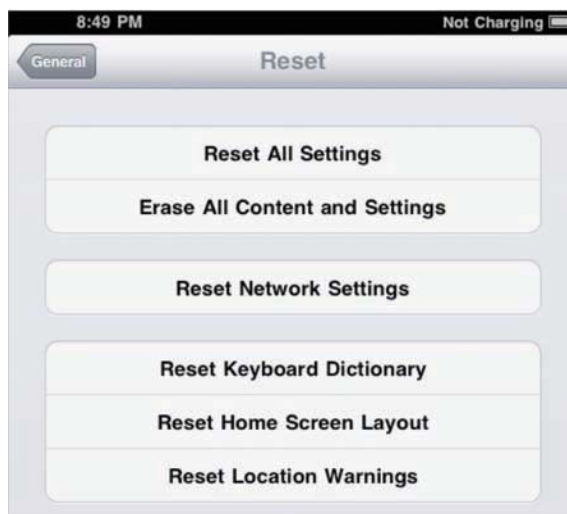 8:49 PM Not Charging
General Reset
Reset All Settings
Erase All Content and Settings
Reset Network Settings
Reset Keyboard Dictionary
Reset Home Screen Layout
Reset Location Warnings